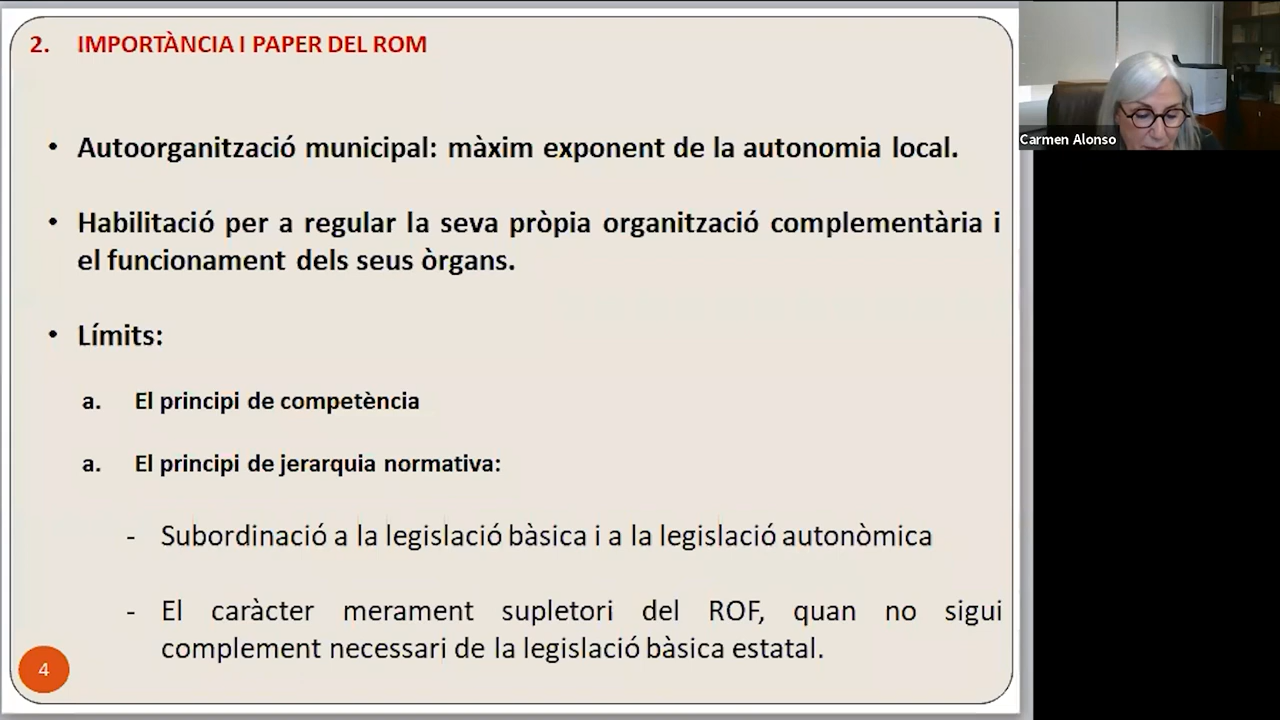 2. IMPORTÀNCIA I PAPER DEL ROM
• Autoorganització municipal: màxim exponent de la autonomia local.
• Habilitació per a regular la seva pròpia organització complementària i
el funcionament dels seus òrgans.
• Límits:
a. El principi de competència
a. El principi de jerarquia normativa:
- Subordinació a la legislació bàsica i a la legislació autonòmica
- El caràcter merament supletori del ROF, quan no sigui
complement necessari de la legislació bàsica estatal.
4
Carmen Alonso